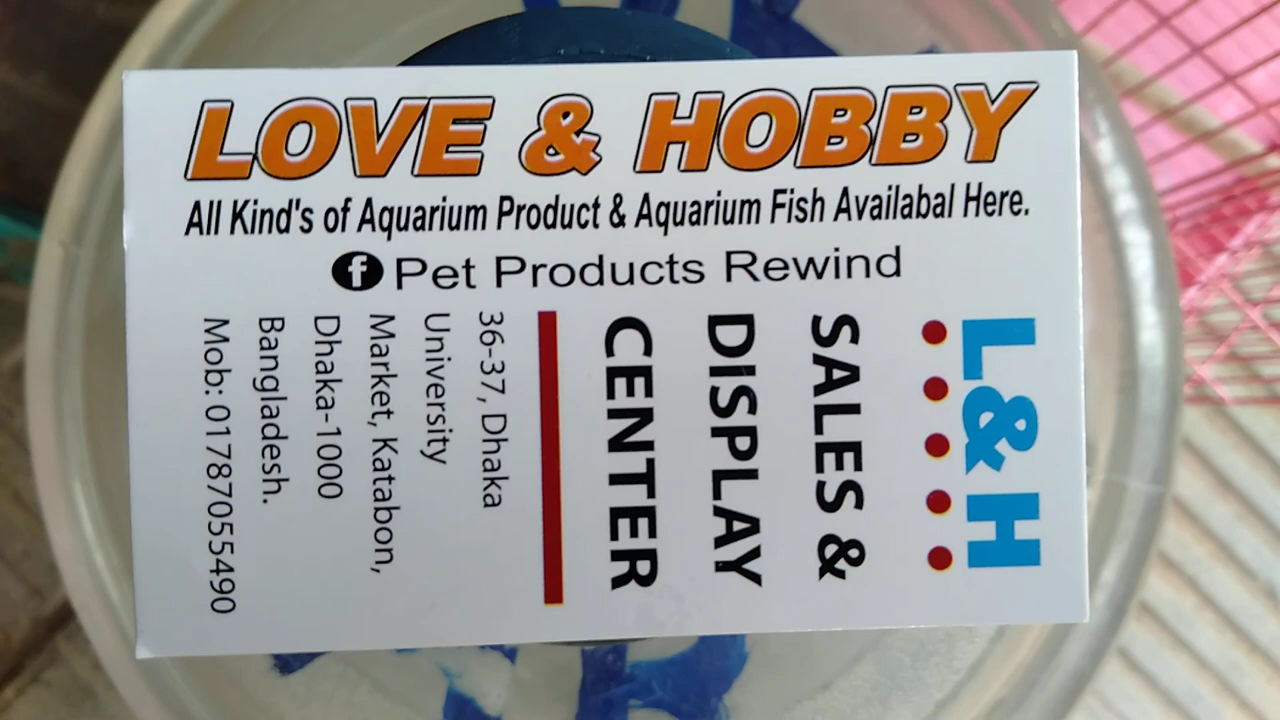 LOVE & HOBBY
All Kind's of Aquarium Product & Aquarium Fish Availabal Here.
f Pet Products Rewind
L&H
SALES &
DISPLAY
CENTER
36-37, Dhaka
University
Market, Katabon,
Dhaka-1000
Bangladesh.
Mob: 01787055490